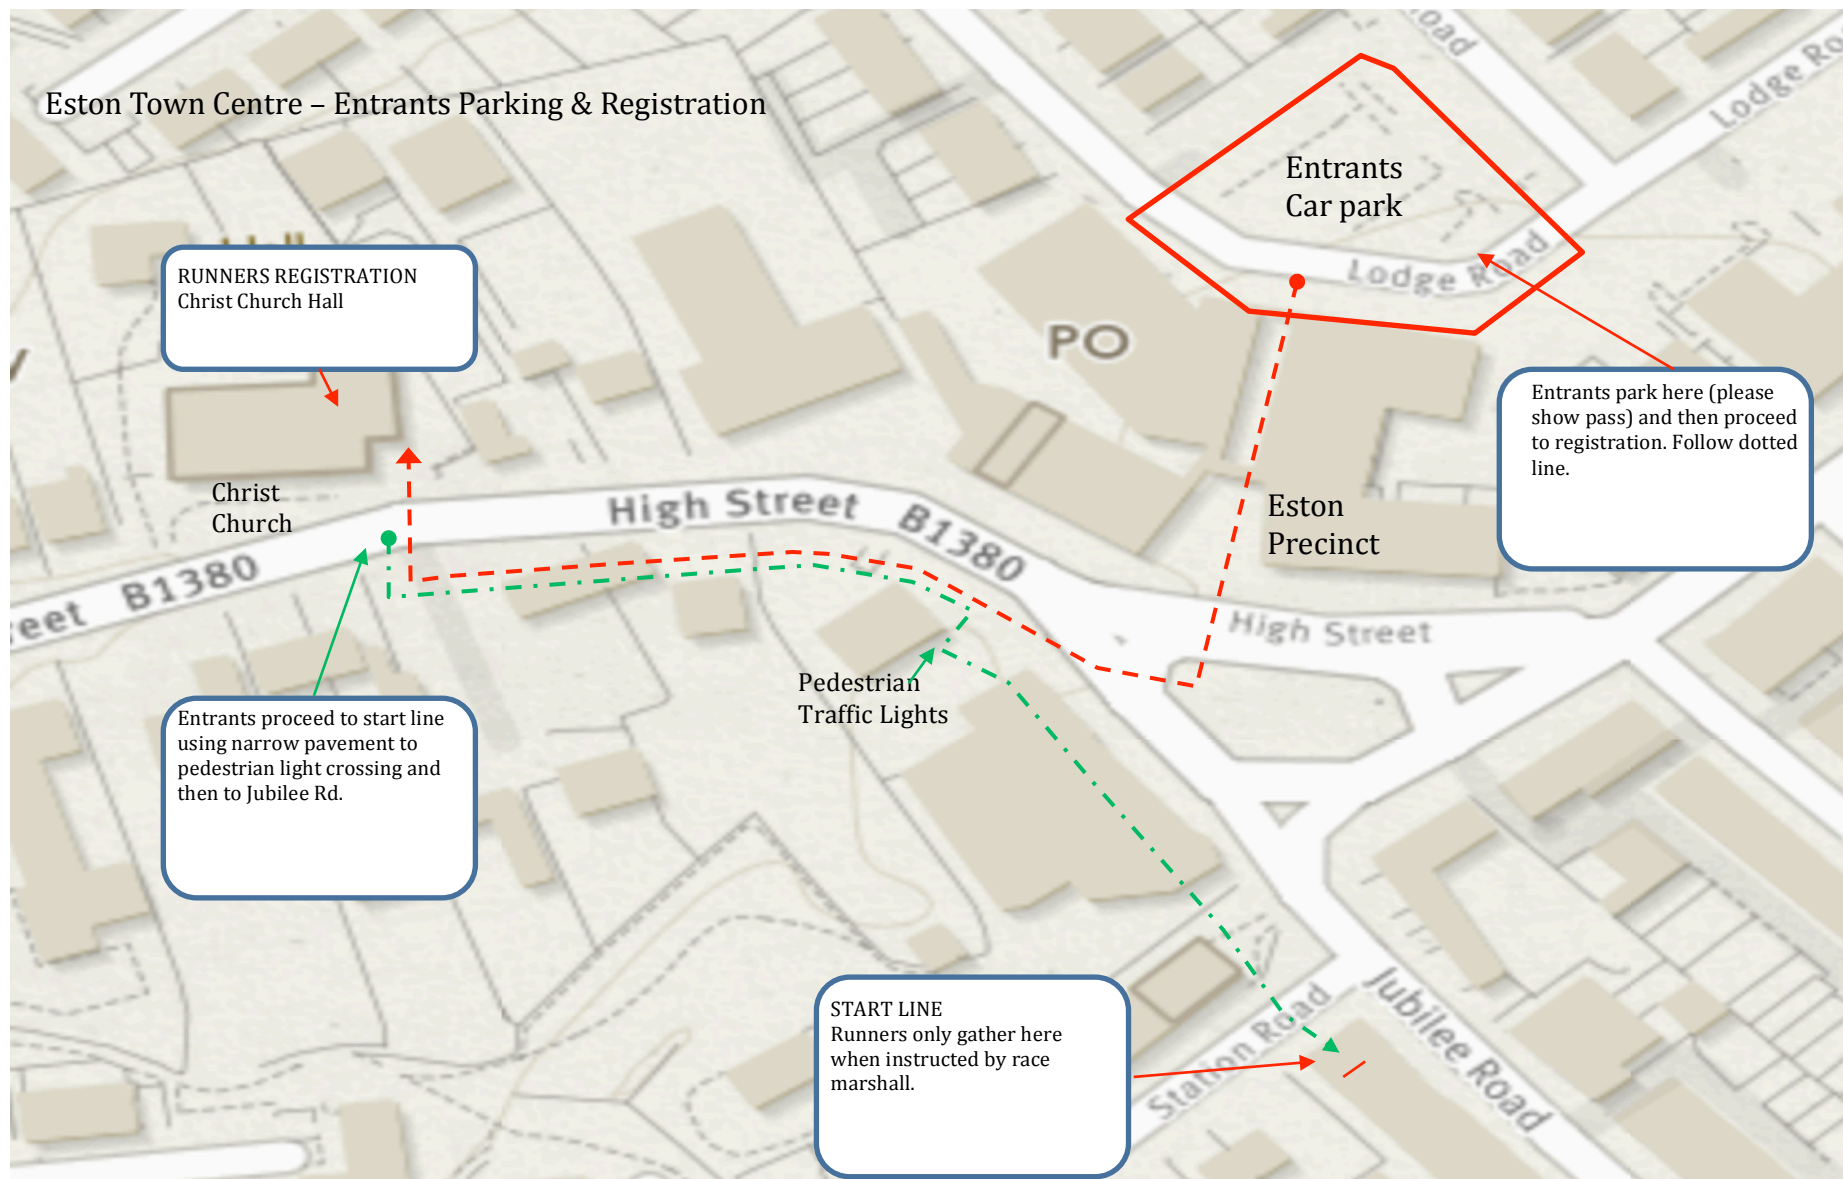 Eston Town Centre – Entrants Parking & Registration
oad
Lodge Ro
Entrants
Car park
Lodge Road
RUNNERS REGISTRATION
Christ Church Hall
PO
Entrants park here (please
show pass) and then proceed
to registration. Follow dotted
line.
Christ
Church
High Street B1380
Eston
Precinct
reet B1380
High Street
Pedestrian
Traffic Lights
Entrants proceed to start line
using narrow pavement to
pedestrian light crossing and
then to Jubilee Rd.
START LINE
Runners only gather here
when instructed by race
marshall.
Station Road
Jubilee Road